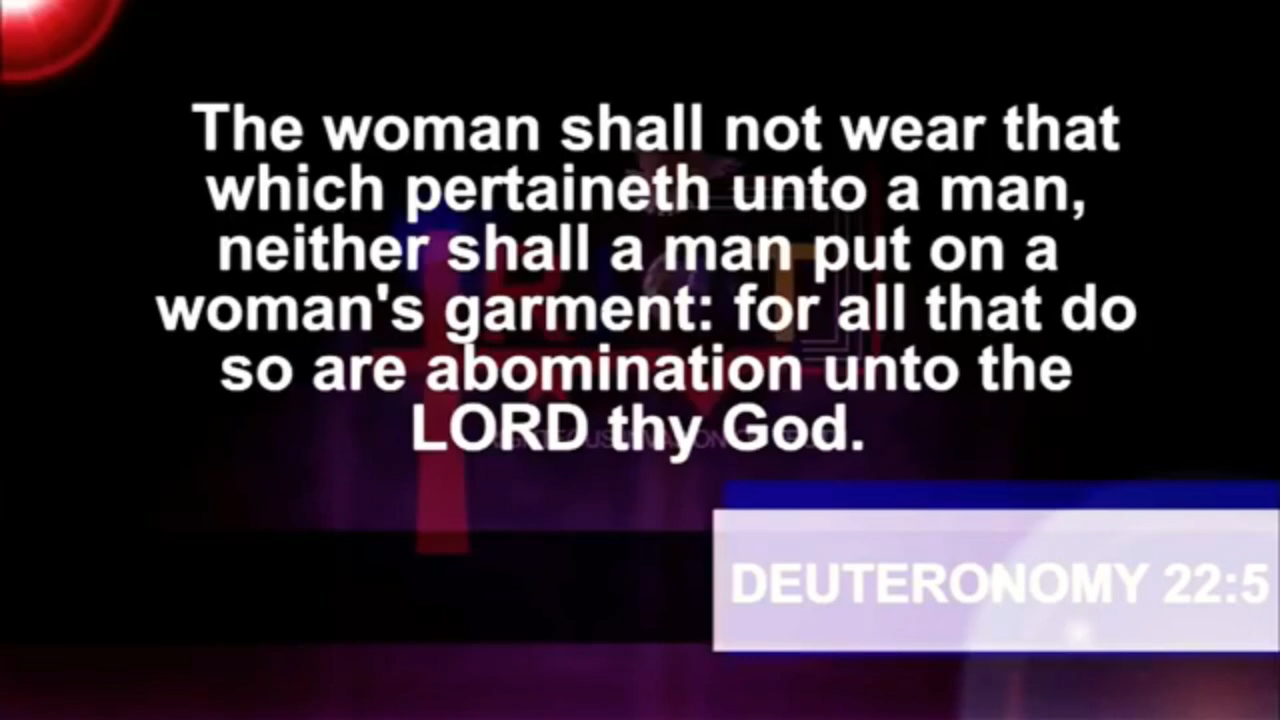 The woman shall not wear that
which pertaineth unto a man,
neither shall a man put on a
woman's garment: for all that do
so are abomination unto the
LORD thy God.
DEUTERONOMY 22:5